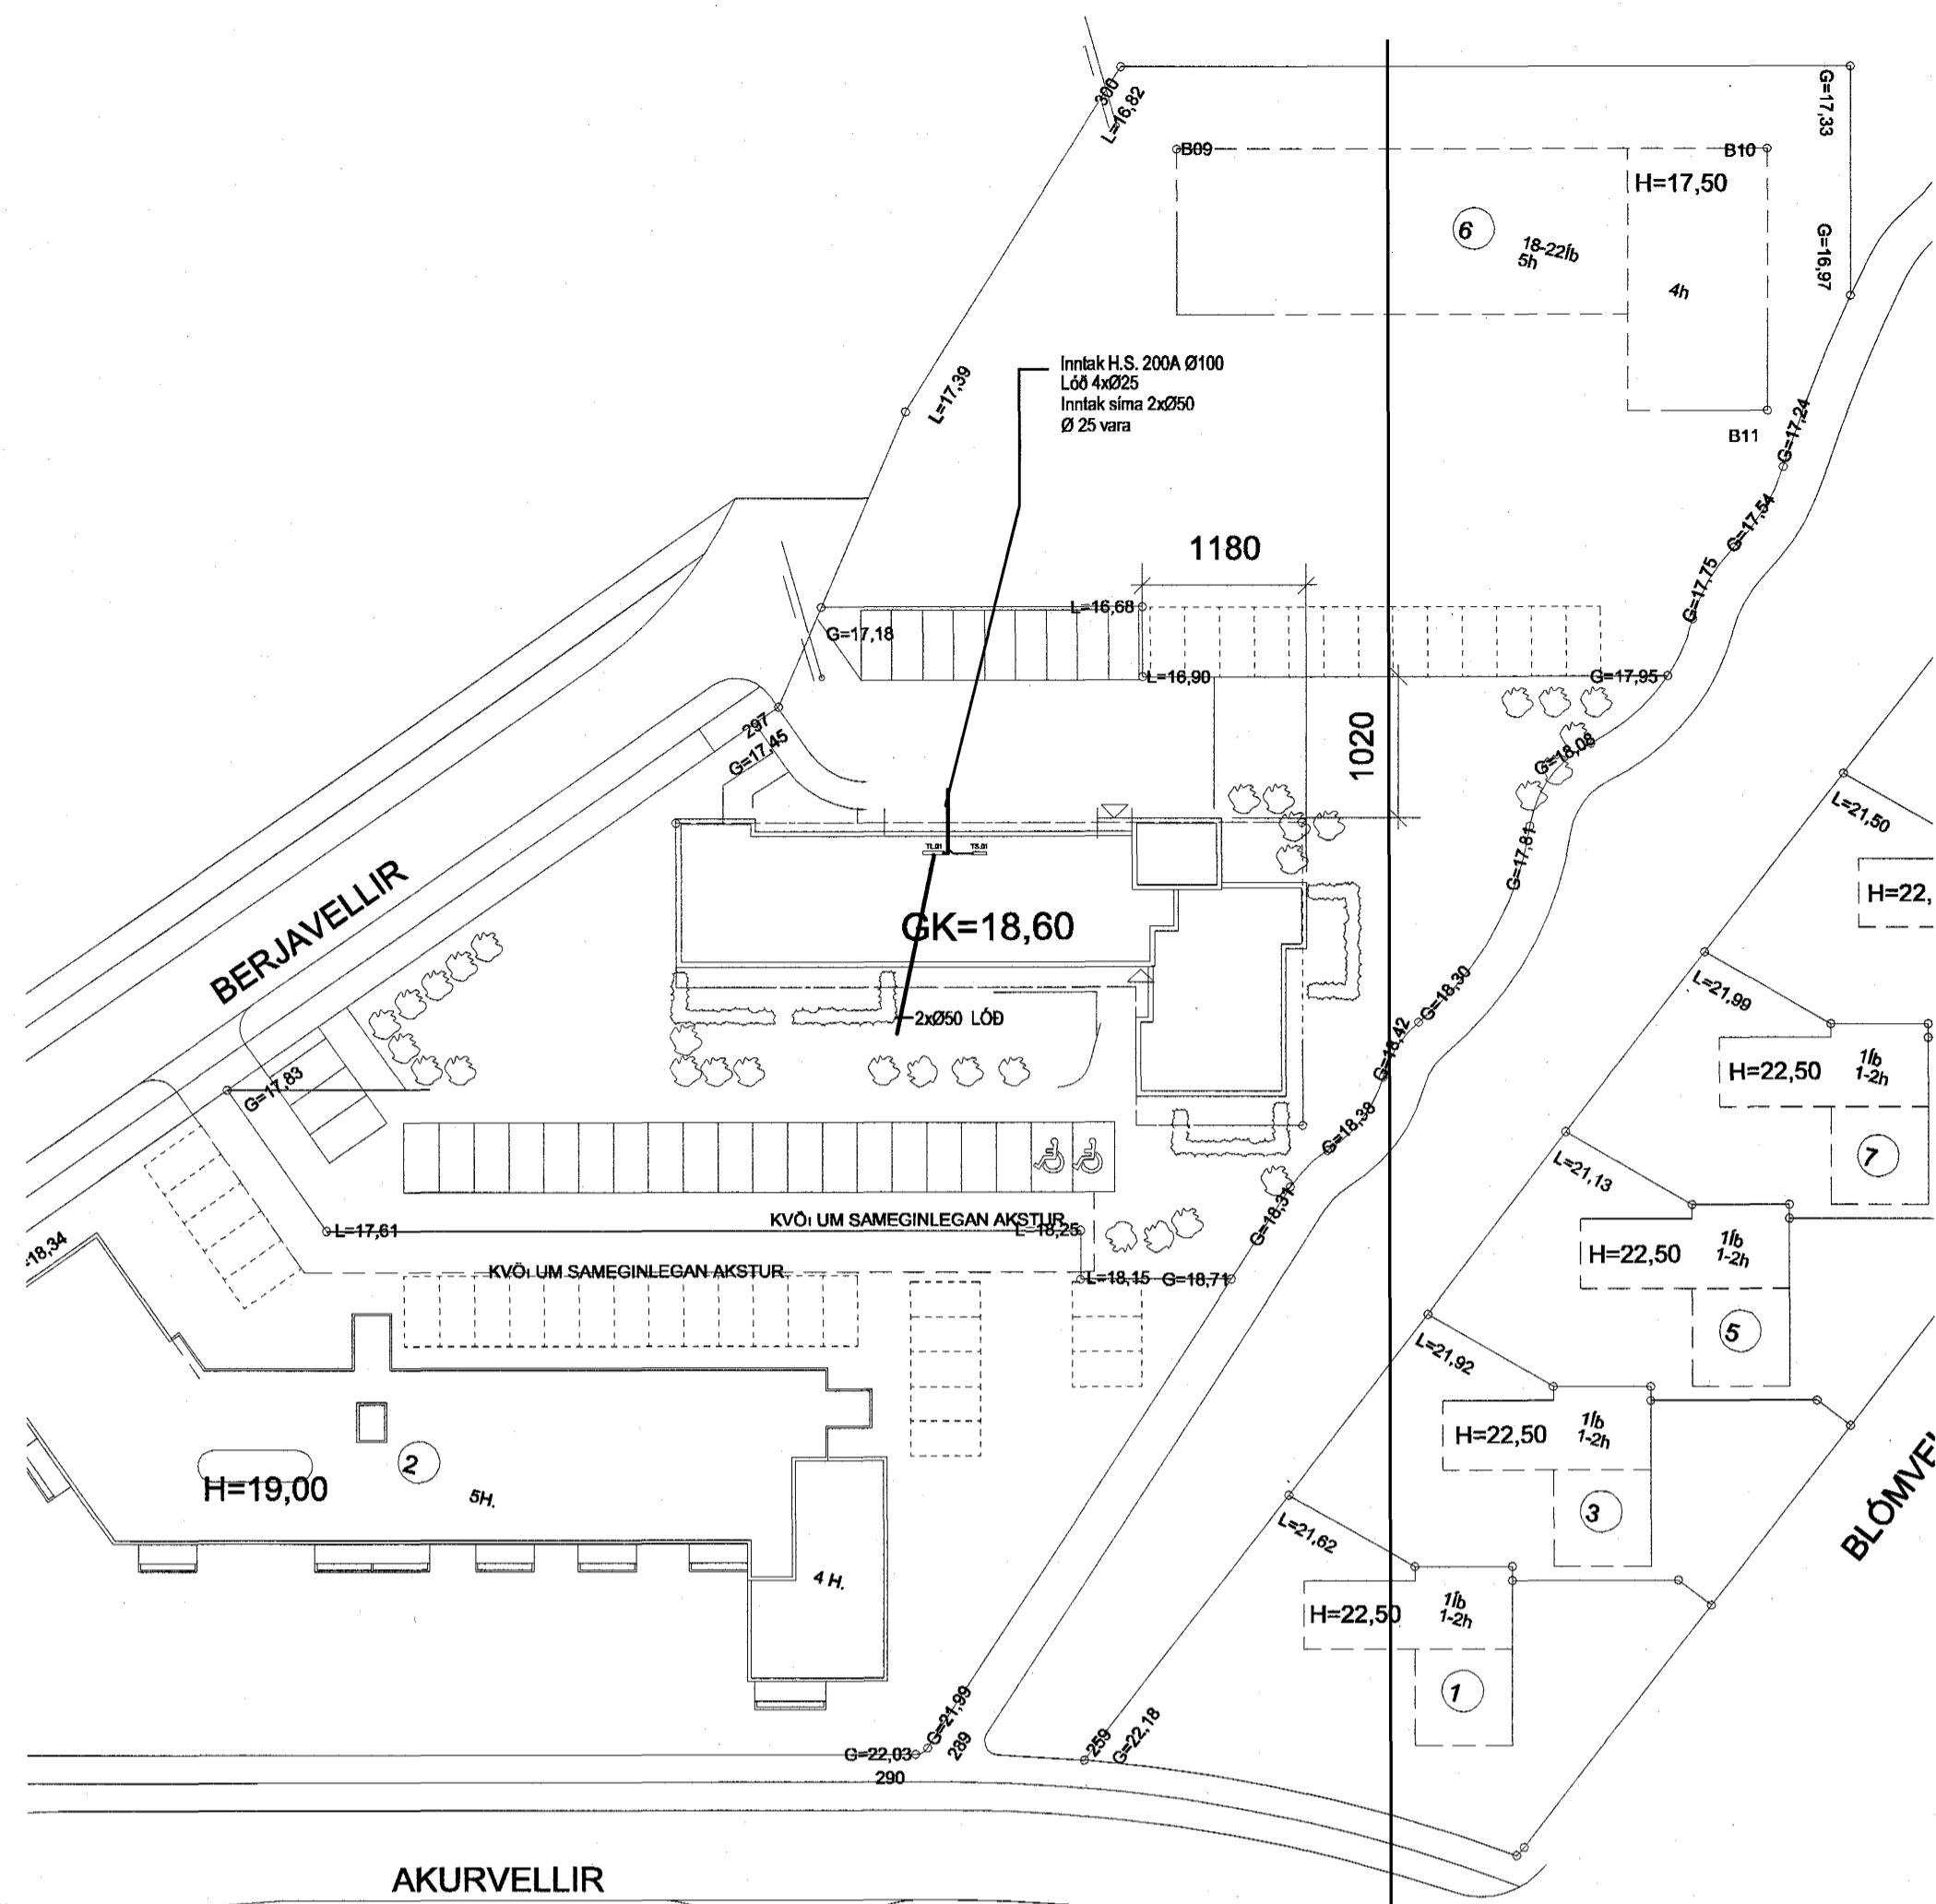 300
L=16,82
G=17,33
B09
B10
H=17,50
6
18-22Íb
5h
4h
G=16,97
Inntak H.S. 200A Ø100
Lóð 4xØ25
Inntak síma 2xØ50
Ø 25 vara
L=17,39
G=17,24
B11
G=17,54
1180
G=17,75
L=16,68
G=17,18
L=16,90
G=17,95
297
G=17,45
1020
G=18,08
L=21,50
G=17,81
TL.01
TS.01
H=22,
BERJAVELLIR
GK=18,60
L=21,99
G=18,30
2xØ50 LÓÐ
G=18,42
1Íb
1-2h
H=22,50
G=17,83
G=18,38
7
L=21,13
G=18,31
KVÖI UM SAMEGINLEGAN AKSTUR
L=17,61
L=18,25
=18,34
1Íb
1-2h
H=22,50
KVÖI UM SAMEGINLEGAN AKSTUR
L=18,15
G=18,71
5
L=21,92
1Íb
1-2h
H=22,50
2
H=19,00
5H.
3
BLÓMVE
L=21,62
4 H.
1Íb
1-2h
H=22,50
1
G=21,99
289
259
G=22,18
G=22,03
290
AKURVELLIR